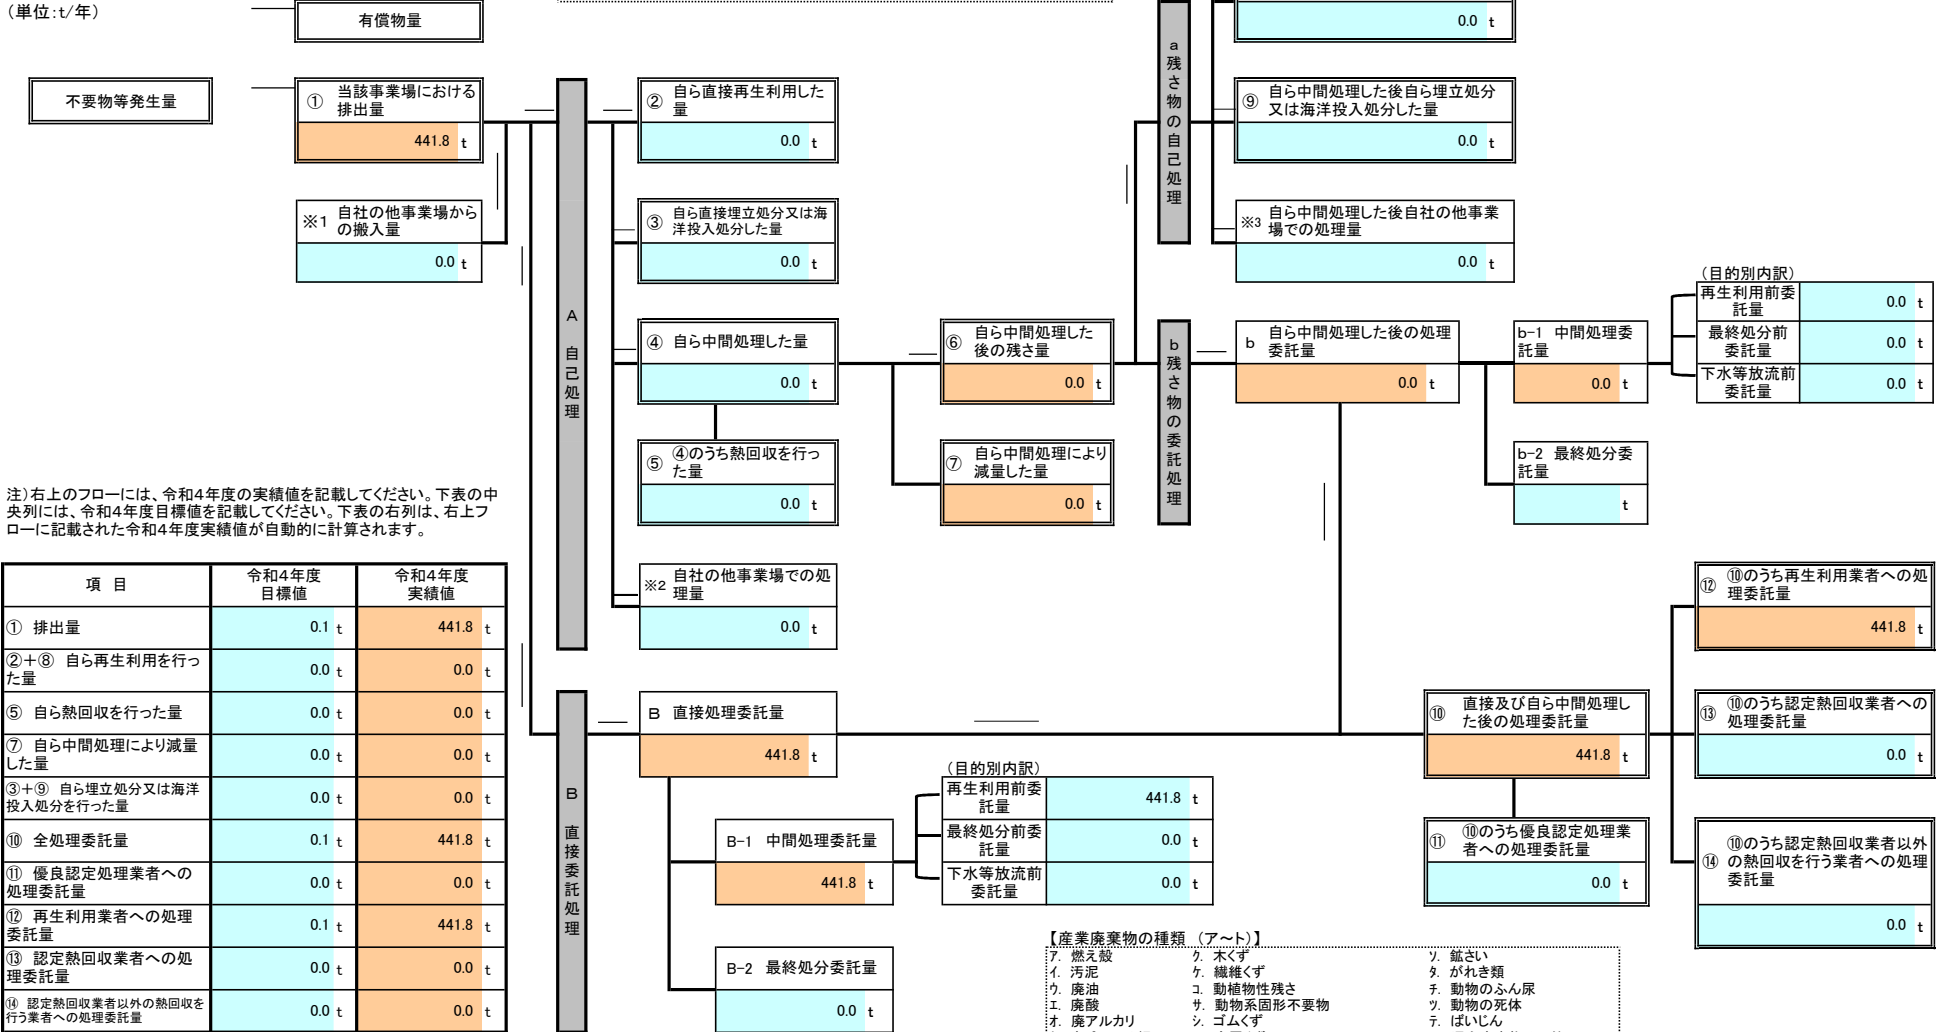 （単位：t/年）
有償物量
不要物等発生量
① 当該事業場における
排出量
441.8 t
※1 自社の他事業場から
の搬入量
0.0 t
A 自己処理
② 自ら直接再生利用した
量
0.0 t
③ 自ら直接埋立処分又は海
洋投入処分した量
0.0 t
④ 自ら中間処理した量
0.0 t
⑤ ④のうち熱回収を行っ
た量
0.0 t
※2 自社の他事業場での処
理量
0.0 t
⑥ 自ら中間処理した
後の残さ量
0.0 t
⑦ 自ら中間処理により
減量した量
0.0 t
a 残さ物の自己処理
0.0 t
⑨ 自ら中間処理した後自ら埋立処分
又は海洋投入処分した量
0.0 t
※3 自ら中間処理した後自社の他事業
場での処理量
0.0 t
b 残さ物の委託処理
b 自ら中間処理した後の処理
委託量
0.0 t
b-1 中間処理委
託量
0.0 t
（目的別内訳）
再生利用前委
託量
0.0 t
最終処分前
委託量
0.0 t
下水等放流前
委託量
0.0 t
b-2 最終処分委
託量
t
注）右上のフローには、令和４年度の実績値を記載してください。下表の中
央列には、令和４年度目標値を記載してください。下表の右列は、右上フ
ローに記載された令和４年度実績値が自動的に計算されます。
項 目
令和４年度
目標値
令和４年度
実績値
① 排出量 0.1 t 441.8 t
②＋⑧ 自ら再生利用を行っ
た量 0.0 t 0.0 t
⑤ 自ら熱回収を行った量 0.0 t 0.0 t
⑦ 自ら中間処理により減量
した量 0.0 t 0.0 t
③＋⑨ 自ら埋立処分又は海洋
投入処分を行った量 0.0 t 0.0 t
⑩ 全処理委託量 0.1 t 441.8 t
⑪ 優良認定処理業者への
処理委託量 0.0 t 0.0 t
⑫ 再生利用業者への処理
委託量 0.1 t 441.8 t
⑬ 認定熱回収業者への処
理委託量 0.0 t 0.0 t
⑭ 認定熱回収業者以外の熱回収を
行う業者への処理委託量 0.0 t 0.0 t
B 直接委託処理
B 直接処理委託量
441.8 t
B-1 中間処理委託量
441.8 t
（目的別内訳）
再生利用前委
託量
441.8 t
最終処分前委
託量
0.0 t
下水等放流前
委託量
0.0 t
B-2 最終処分委託量
0.0 t
⑩ 直接及び自ら中間処理し
た後の処理委託量
441.8 t
⑪ ⑩のうち優良認定処理業
者への処理委託量
0.0 t
⑫ ⑩のうち再生利用業者への処
理委託量
441.8 t
⑬ ⑩のうち認定熱回収業者への
処理委託量
0.0 t
⑭ ⑩のうち認定熱回収業者以外
の熱回収を行う業者への処理
委託量
0.0 t
【産業廃棄物の種類 （ア～ト）】
ア. 燃え殻 ク. 木くず ソ. 鉱さい
イ. 汚泥 ケ. 繊維くず タ. がれき類
ウ. 廃油 コ. 動植物性残さ チ. 動物のふん尿
エ. 廃酸 サ. 動物系固形不要物 ツ. 動物の死体
オ. 廃アルカリ シ. ゴムくず テ. ばいじん